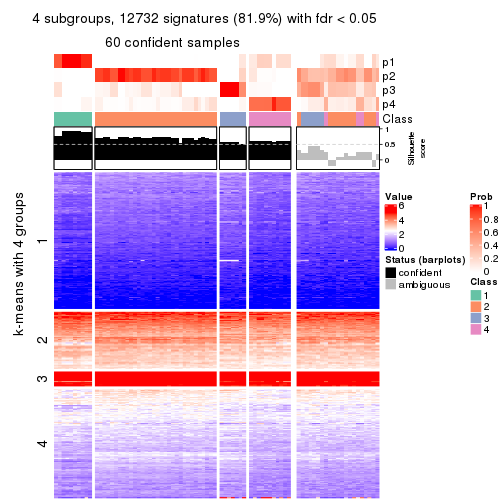 4 subgroups, 12732 signatures (81.9%) with fdr < 0.05
60 confident samples
p1
p2
p3
p4
Class
1
0.5
0
Silhouette
score
k-means with 4 groups
1
2
3
4
Value
6
4
2
0
Status (barplots)
confident
ambiguous
Prob
1
0.8
0.6
0.4
0.2
0
Class
1
2
3
4